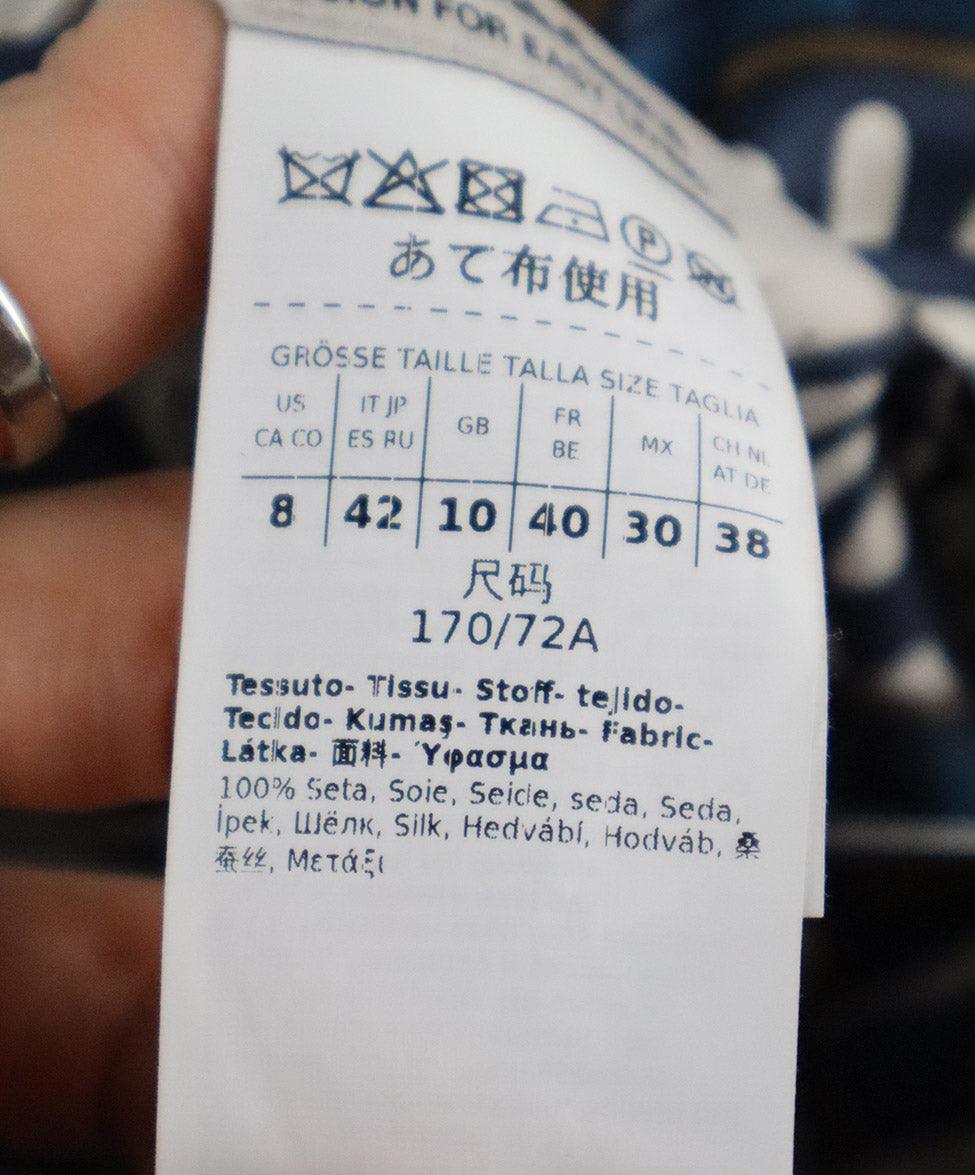 FOR EASY
P
あて布使用
GRÖSSE TAILLE TALLA SIZE TAGLIA
US IT JP GB FR MX CH NL
CA CO ES RU BE AT DE
8 42 10 40 30 38
尺码
170/72A
Tessuto- Tissu- Stoff- tejido-
Tecido- Kumaş- Ткань- Fabric-
Látka- 面料- Ύφασμα
100% Seta, Soie, Seide, seda, Seda,
İpek, Шёлк, Silk, Hedvábí, Hodváb, 桑
蚕丝, Μετάξι